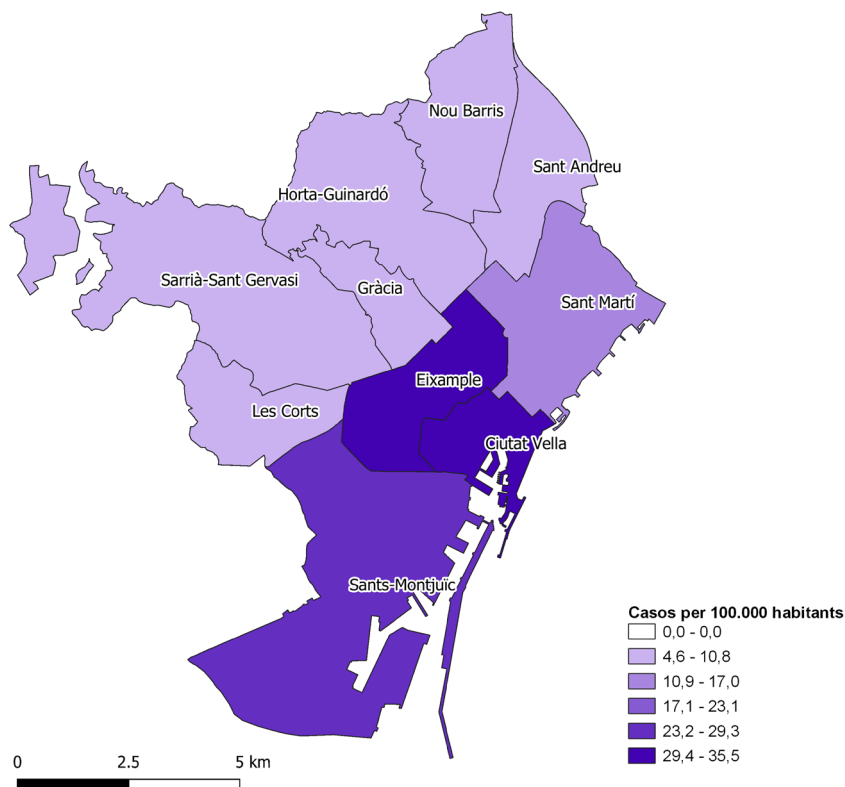 Nou Barris
Sant Andreu
Horta-Guinardó
Sarrià-Sant Gervasi
Gràcia
Sant Martí
Eixample
Les Corts
Ciutat Vella
Sants-Montjuïc
Casos per 100.000 habitants
0,0 - 0,0
4,6 - 10,8
10,9 - 17,0
17,1 - 23,1
23,2 - 29,3
29,4 - 35,5
0 2.5 5 km